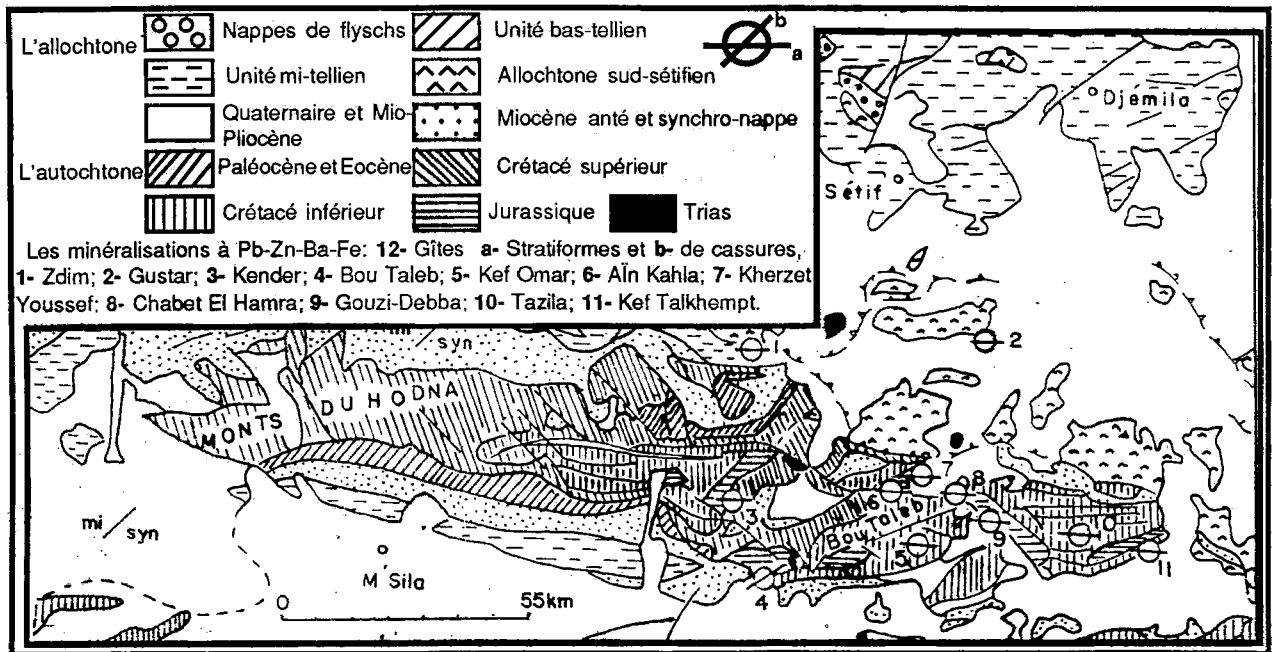 L'allochtone
Nappes de flyschs
Unité bas-tellien
b
a
Unité mi-tellien
Allochtone sud-sétifien
Quaternaire et Mio-
Pliocène
Miocène anté et synchro-nappe
L'autochtone
Paléocène et Eocène
Crétacé supérieur
Crétacé inférieur
Jurassique
Trias
Les minéralisations à Pb-Zn-Ba-Fe: 12- Gîtes a- Stratiformes et b- de cassures,
1- Zdim; 2- Gustar; 3- Kender; 4- Bou Taleb; 5- Kef Omar; 6- AÏn Kahla; 7- Kherzet
Youssef; 8- Chabet El Hamra; 9- Gouzi-Debba; 10- Tazila; 11- Kef Talkhempt.
Djémila
Sétif
mi
syn
1
2
MONTS DU HODNA
7
8
6
3
Bou Taleb
9
10
5
11
4
mi
syn
M'Sila
0
55km